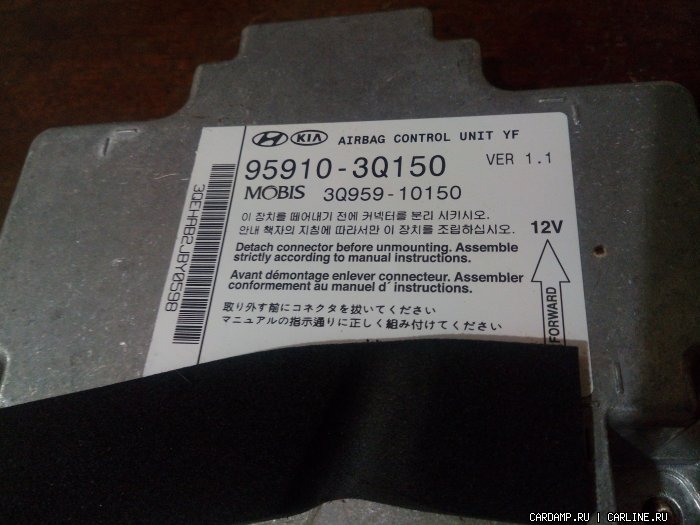 HYUNDAI KIA AIRBAG CONTROL UNIT YF
95910-3Q150 VER 1.1
MOBIS 3Q959-10150
이 장치를 떼어내기 전에 커넥터를 분리 시키시오.
안내 책자의 지침에 따라서만 이 장치를 조립하십시오.
12V
Detach connector before unmounting. Assemble
strictly according to manual instructions.
Avant démontage enlever connecteur. Assembler
conformement au manuel d´ instructions.
取り外す前にコネクタを抜いてください
マニュアルの指示通りに正しく組み付けてください
FORWARD
3QEHAB2JBY0598
CARDAMP.RU | CARLINE.RU